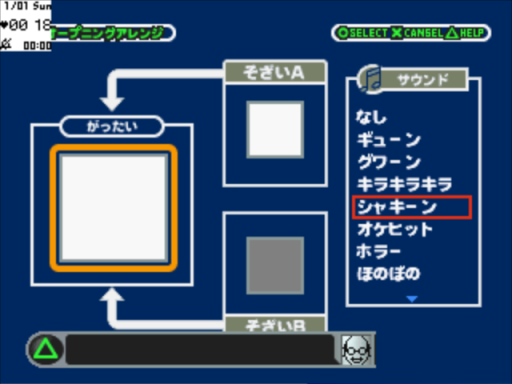 1/01 Sun
♥00 18
00:00
オープニングアレンジ
○SELECT ×CANSEL △HELP
そざいA
サウンド
がったい
なし
ギューン
グワーン
キラキラキラ
シャキーン
オケヒット
ホラー
ほのぼの
そざいB